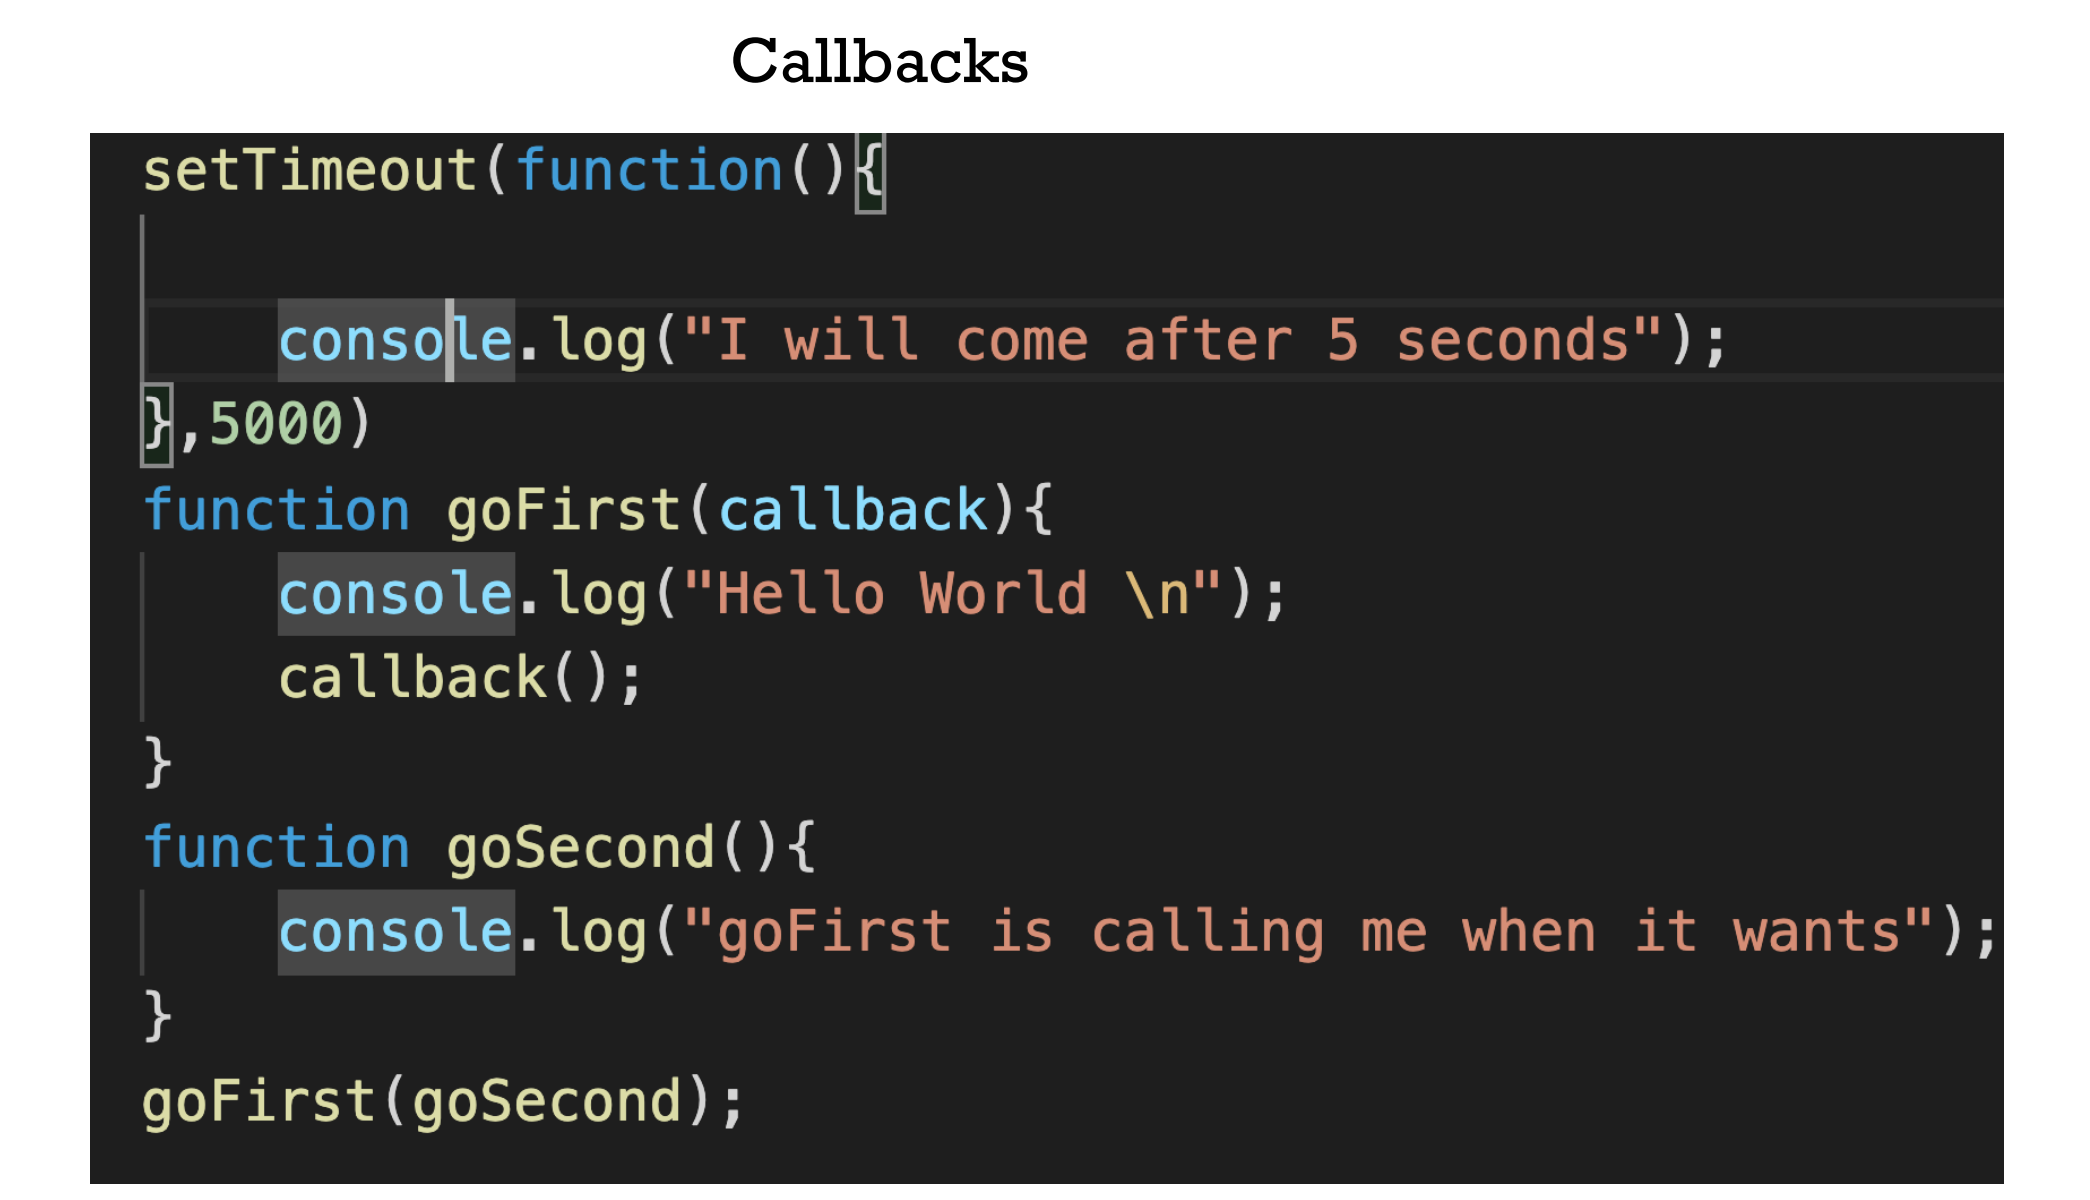 Callbacks
setTimeout(function(){
console.log("I will come after 5 seconds");
},5000)
function goFirst(callback){
console.log("Hello World \n");
callback();
}
function goSecond(){
console.log("goFirst is calling me when it wants");
}
goFirst(goSecond);